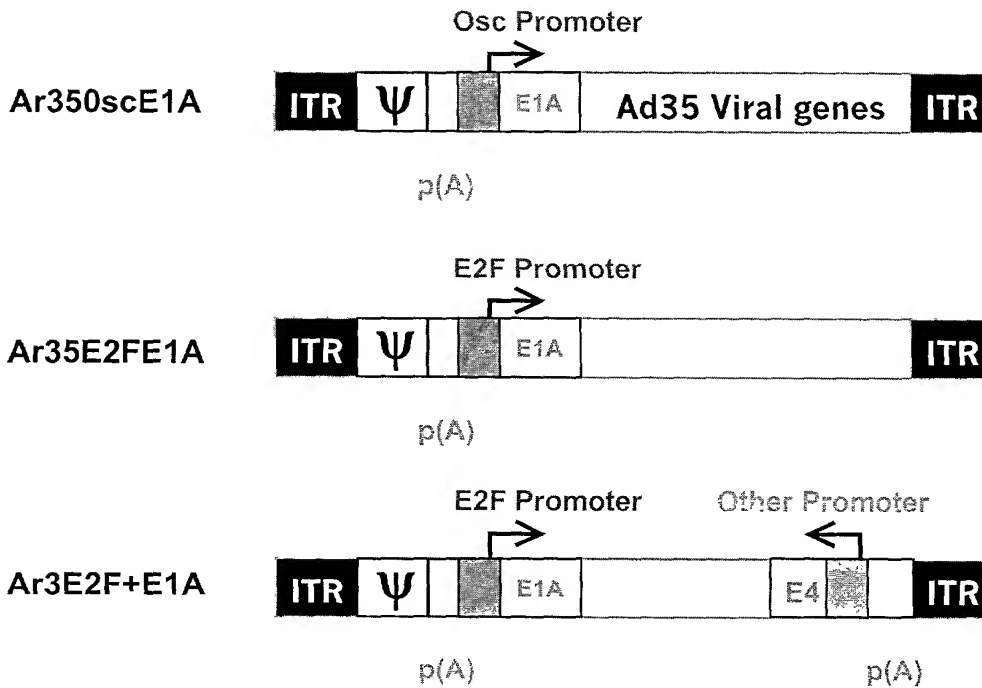 Osc Promoter
Ar350scE1A
ITR Ψ E1A Ad35 Viral genes ITR
p(A)
E2F Promoter
Ar35E2FE1A
ITR Ψ E1A ITR
p(A)
E2F Promoter Other Promoter
Ar3E2F+E1A
ITR Ψ E1A E4 ITR
p(A) p(A)